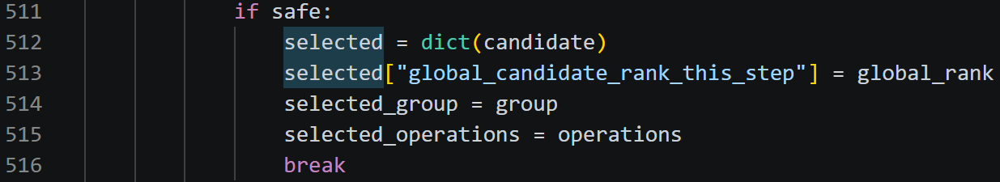 511 if safe:
512 selected = dict(candidate)
513 selected["global_candidate_rank_this_step"] = global_rank
514 selected_group = group
515 selected_operations = operations
516 break